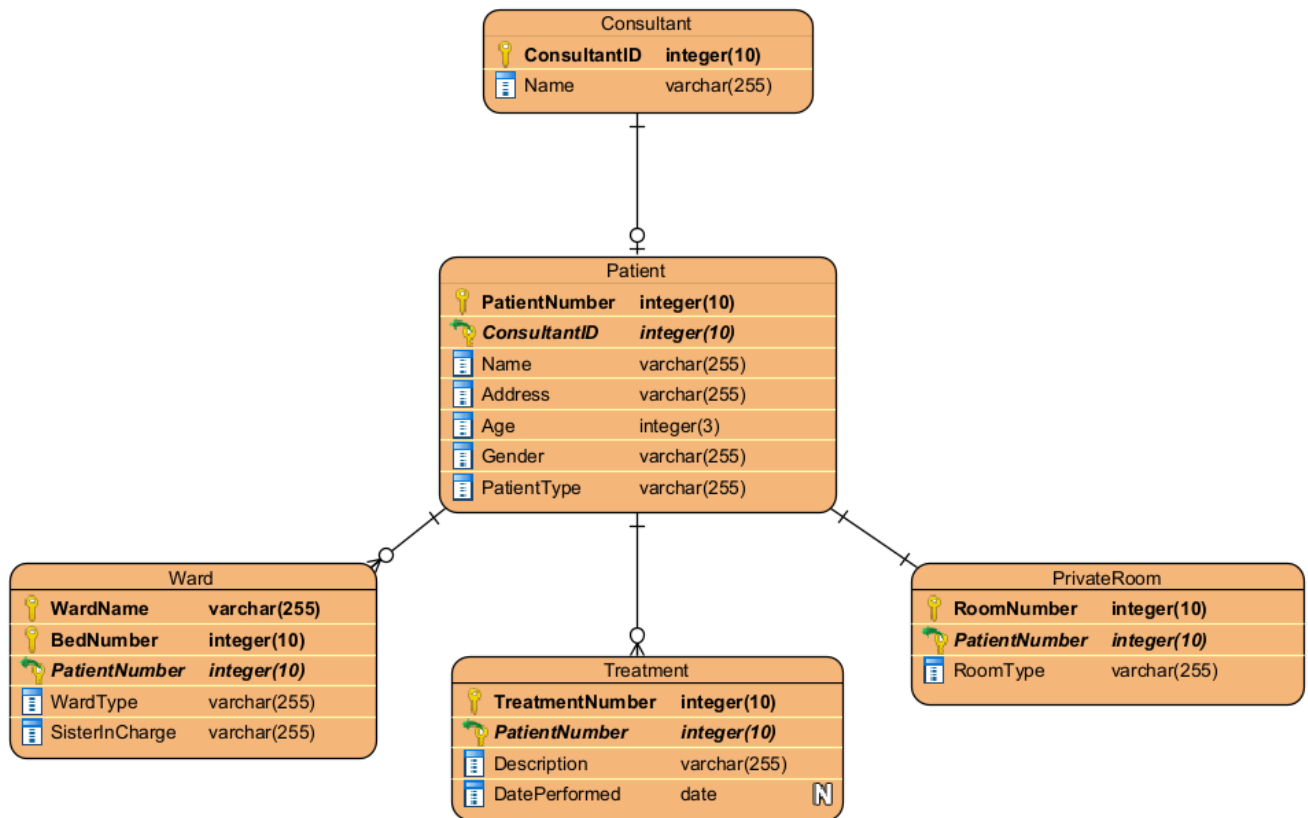 Consultant
ConsultantID integer(10)
Name varchar(255)
Patient
PatientNumber integer(10)
ConsultantID integer(10)
Name varchar(255)
Address varchar(255)
Age integer(3)
Gender varchar(255)
PatientType varchar(255)
Ward
WardName varchar(255)
BedNumber integer(10)
PatientNumber integer(10)
WardType varchar(255)
SisterInCharge varchar(255)
Treatment
TreatmentNumber integer(10)
PatientNumber integer(10)
Description varchar(255)
DatePerformed date N
PrivateRoom
RoomNumber integer(10)
PatientNumber integer(10)
RoomType varchar(255)